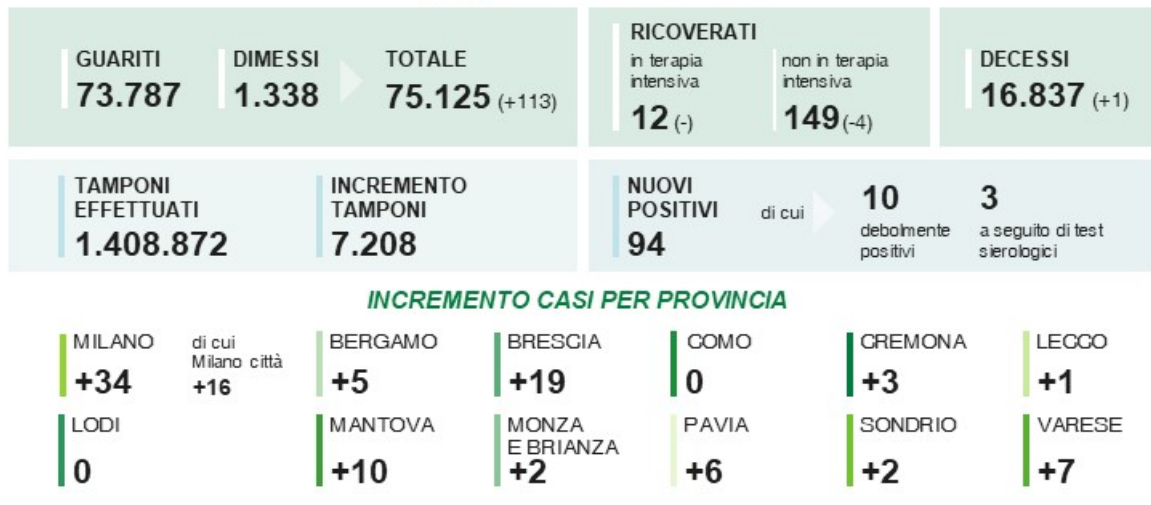 GUARITI
73.787
DIMESSI
1.338
TOTALE
75.125 (+113)
RICOVERATI
in terapia
intensiva
12 (-)
non in terapia
intensiva
149 (-4)
DECESSI
16.837 (+1)
TAMPONI
EFFETTUATI
1.408.872
INCREMENTO
TAMPONI
7.208
NUOVI
POSITIVI
94
di cui
10
debolmente
positivi
3
a seguito di test
sierologici
INCREMENTO CASI PER PROVINCIA
MILANO
+34
di cui
Milano città
+16
BERGAMO
+5
BRESCIA
+19
COMO
0
CREMONA
+3
LECCO
+1
LODI
0
MANTOVA
+10
MONZA
E BRIANZA
+2
PAVIA
+6
SONDRIO
+2
VARESE
+7